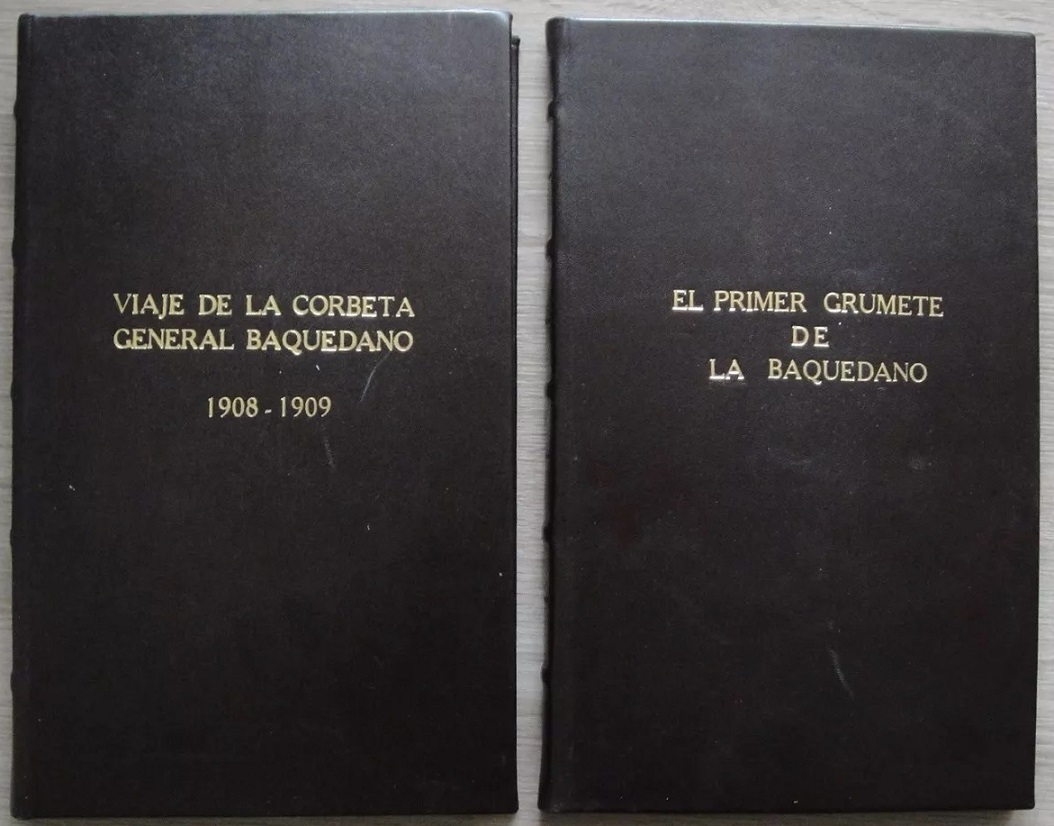 VIAJE DE LA CORBETA
GENERAL BAQUEDANO
1908 - 1909
EL PRIMER GRUMETE
DE
LA BAQUEDANO